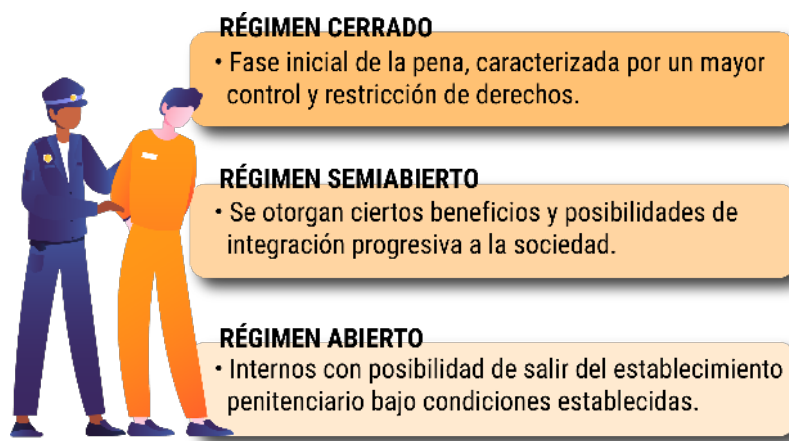 RÉGIMEN CERRADO
• Fase inicial de la pena, caracterizada por un mayor
control y restricción de derechos.
RÉGIMEN SEMIABIERTO
• Se otorgan ciertos beneficios y posibilidades de
integración progresiva a la sociedad.
RÉGIMEN ABIERTO
• Internos con posibilidad de salir del establecimiento
penitenciario bajo condiciones establecidas.